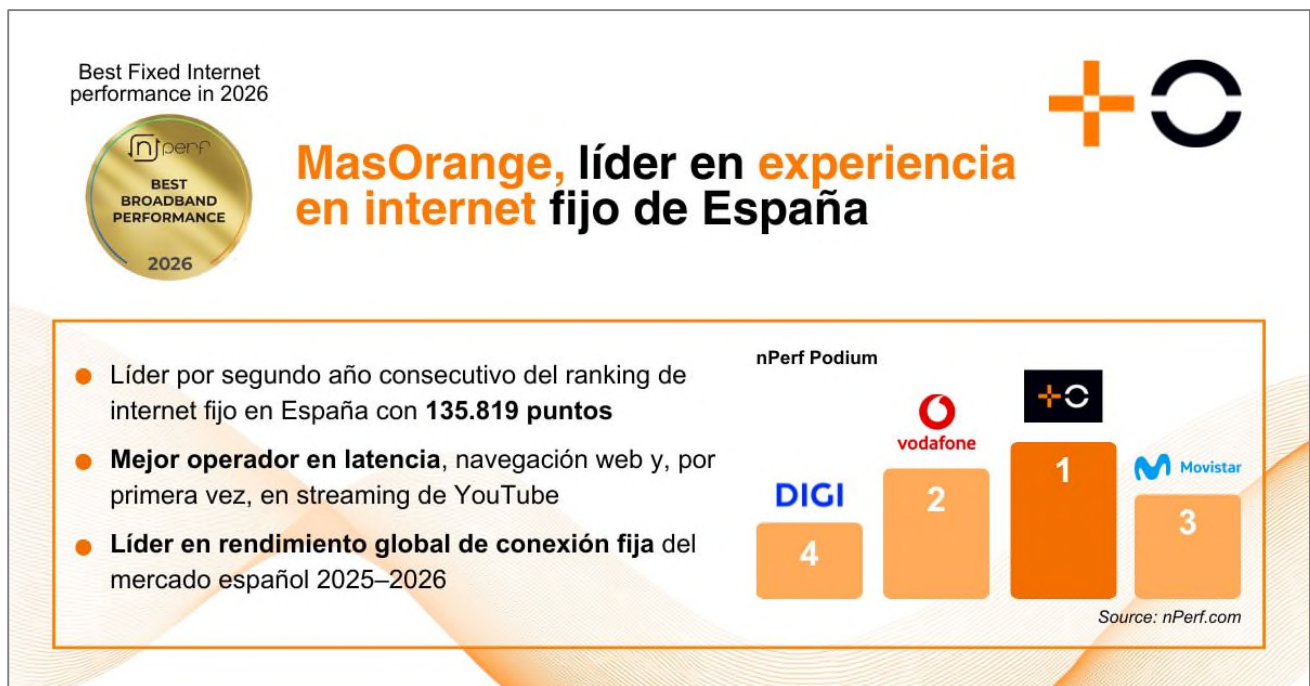 Best Fixed Internet
performance in 2026
nperf
BEST
BROADBAND
PERFORMANCE
2026
MasOrange, líder en experiencia
en internet fijo de España
Líder por segundo año consecutivo del ranking de
internet fijo en España con 135.819 puntos
Mejor operador en latencia, navegación web y, por
primera vez, en streaming de YouTube
Líder en rendimiento global de conexión fija del
mercado español 2025–2026
nPerf Podium
DIGI
4
vodafone
2
1
Movistar
3
Source: nPerf.com